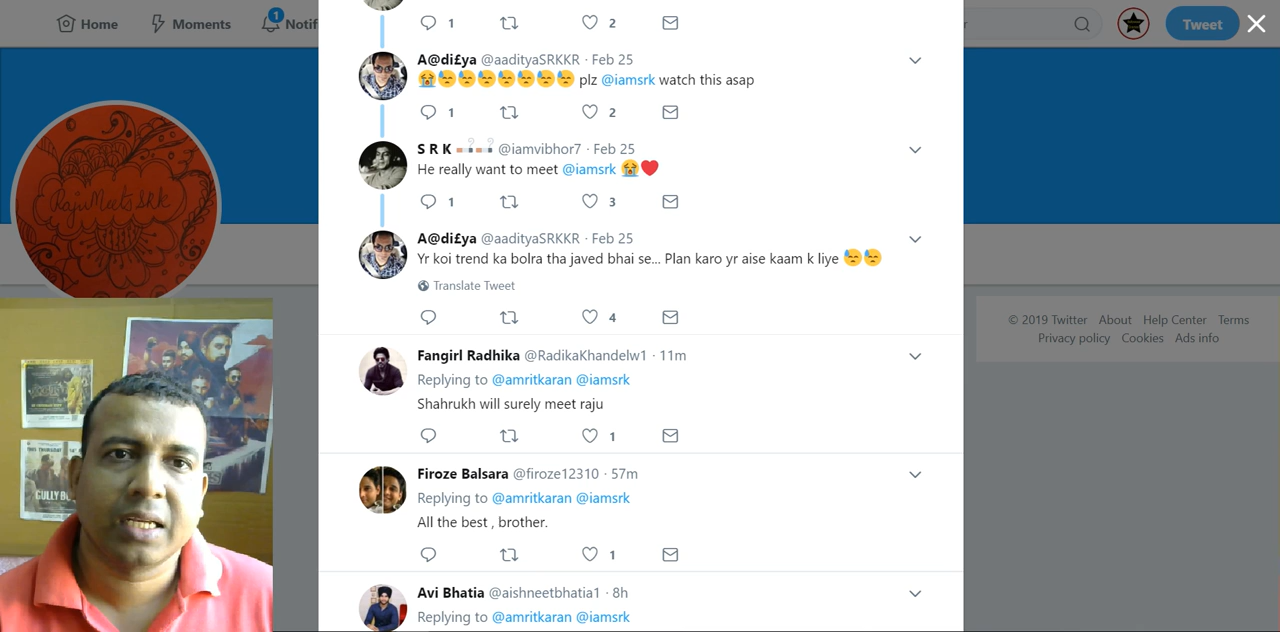 Home
Moments
1
Notif
r
Tweet
1
2
A@di£ya @aadityaSRKKR · Feb 25
😭😓😓😓😓😓😓😓 plz @iamsrk watch this asap
1
2
S R K @iamvibhor7 · Feb 25
He really want to meet @iamsrk 😭❤️
1
3
A@di£ya @aadityaSRKKR · Feb 25
Yr koi trend ka bolra tha javed bhai se... Plan karo yr aise kaam k liye 😓😓
Translate Tweet
4
Fangirl Radhika @RadikaKhandelw1 · 11m
Replying to @amritkaran @iamsrk
Shahrukh will surely meet raju
1
Firoze Balsara @firoze12310 · 57m
Replying to @amritkaran @iamsrk
All the best , brother.
1
Avi Bhatia @aishneetbhatia1 · 8h
Replying to @amritkaran @iamsrk
© 2019 Twitter About Help Center Terms
Privacy policy Cookies Ads info
RajuMeetsSrk
GULLY BO